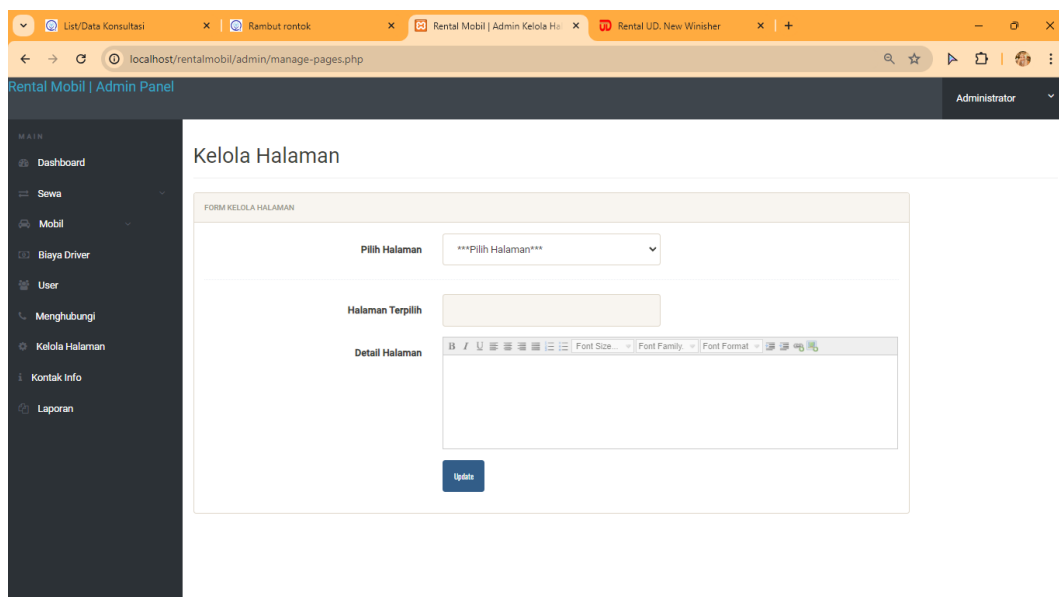 List/Data Konsultasi
Rambut rontok
Rental Mobil | Admin Kelola Ha
Rental UD. New Winisher
localhost/rentalmobil/admin/manage-pages.php
Rental Mobil | Admin Panel
Administrator
MAIN
Dashboard
Sewa
Mobil
Biaya Driver
User
Menghubungi
Kelola Halaman
Kontak Info
Laporan
Kelola Halaman
FORM KELOLA HALAMAN
Pilih Halaman
***Pilih Halaman***
Halaman Terpilih
Detail Halaman
B I U Font Size... Font Family. Font Format
Update